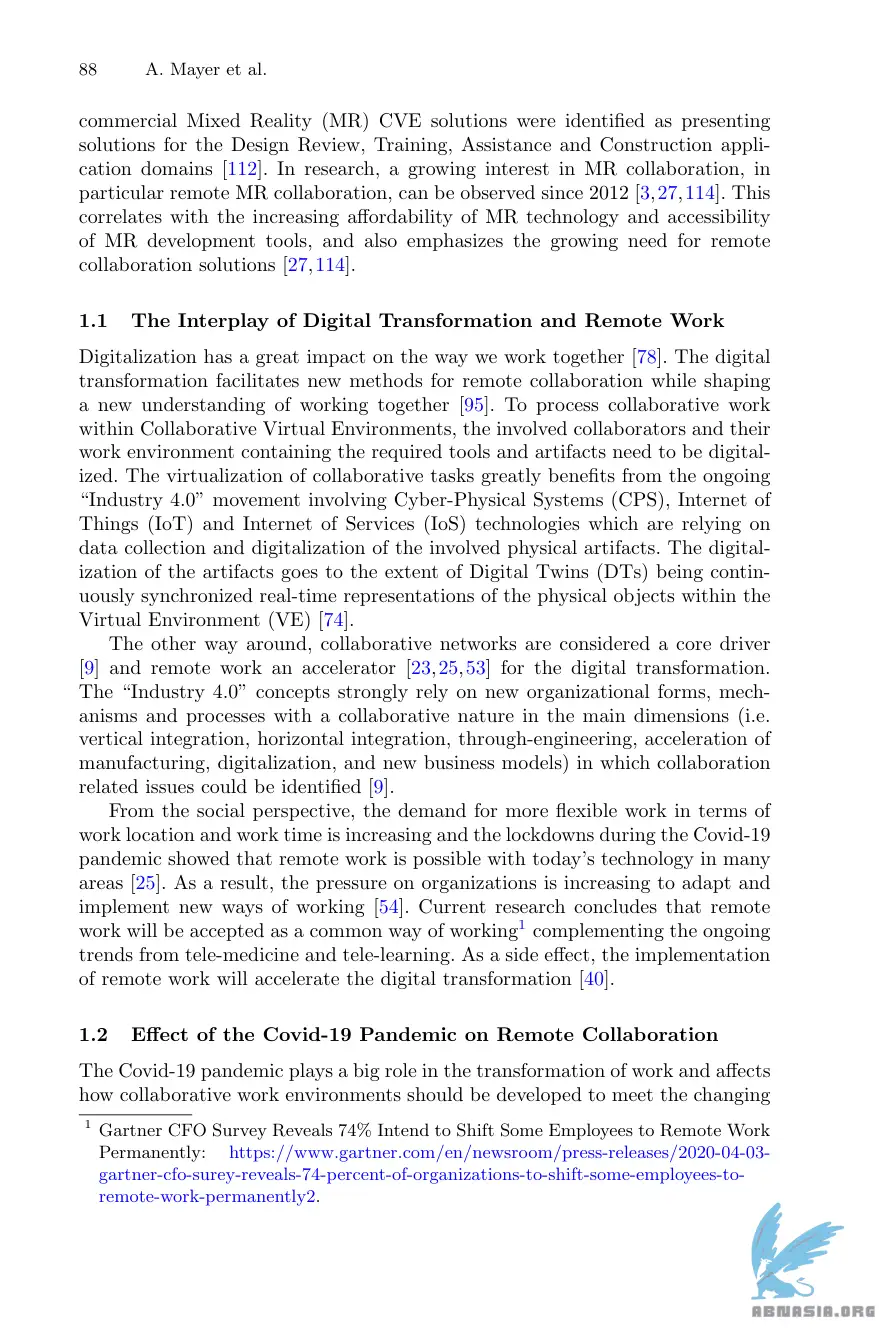 88 A. Mayer et al.
commercial Mixed Reality (MR) CVE solutions were identified as presenting
solutions for the Design Review, Training, Assistance and Construction appli-
cation domains [112]. In research, a growing interest in MR collaboration, in
particular remote MR collaboration, can be observed since 2012 [3,27,114]. This
correlates with the increasing affordability of MR technology and accessibility
of MR development tools, and also emphasizes the growing need for remote
collaboration solutions [27,114].
1.1 The Interplay of Digital Transformation and Remote Work
Digitalization has a great impact on the way we work together [78]. The digital
transformation facilitates new methods for remote collaboration while shaping
a new understanding of working together [95]. To process collaborative work
within Collaborative Virtual Environments, the involved collaborators and their
work environment containing the required tools and artifacts need to be digital-
ized. The virtualization of collaborative tasks greatly benefits from the ongoing
“Industry 4.0” movement involving Cyber-Physical Systems (CPS), Internet of
Things (IoT) and Internet of Services (IoS) technologies which are relying on
data collection and digitalization of the involved physical artifacts. The digital-
ization of the artifacts goes to the extent of Digital Twins (DTs) being contin-
uously synchronized real-time representations of the physical objects within the
Virtual Environment (VE) [74].
The other way around, collaborative networks are considered a core driver
[9] and remote work an accelerator [23,25,53] for the digital transformation.
The “Industry 4.0” concepts strongly rely on new organizational forms, mech-
anisms and processes with a collaborative nature in the main dimensions (i.e.
vertical integration, horizontal integration, through-engineering, acceleration of
manufacturing, digitalization, and new business models) in which collaboration
related issues could be identified [9].
From the social perspective, the demand for more flexible work in terms of
work location and work time is increasing and the lockdowns during the Covid-19
pandemic showed that remote work is possible with today’s technology in many
areas [25]. As a result, the pressure on organizations is increasing to adapt and
implement new ways of working [54]. Current research concludes that remote
work will be accepted as a common way of working1 complementing the ongoing
trends from tele-medicine and tele-learning. As a side effect, the implementation
of remote work will accelerate the digital transformation [40].
1.2 Effect of the Covid-19 Pandemic on Remote Collaboration
The Covid-19 pandemic plays a big role in the transformation of work and affects
how collaborative work environments should be developed to meet the changing
1 Gartner CFO Survey Reveals 74% Intend to Shift Some Employees to Remote Work
Permanently: https://www.gartner.com/en/newsroom/press-releases/2020-04-03-
gartner-cfo-surey-reveals-74-percent-of-organizations-to-shift-some-employees-to-
remote-work-permanently2.
ABNASIA.ORG